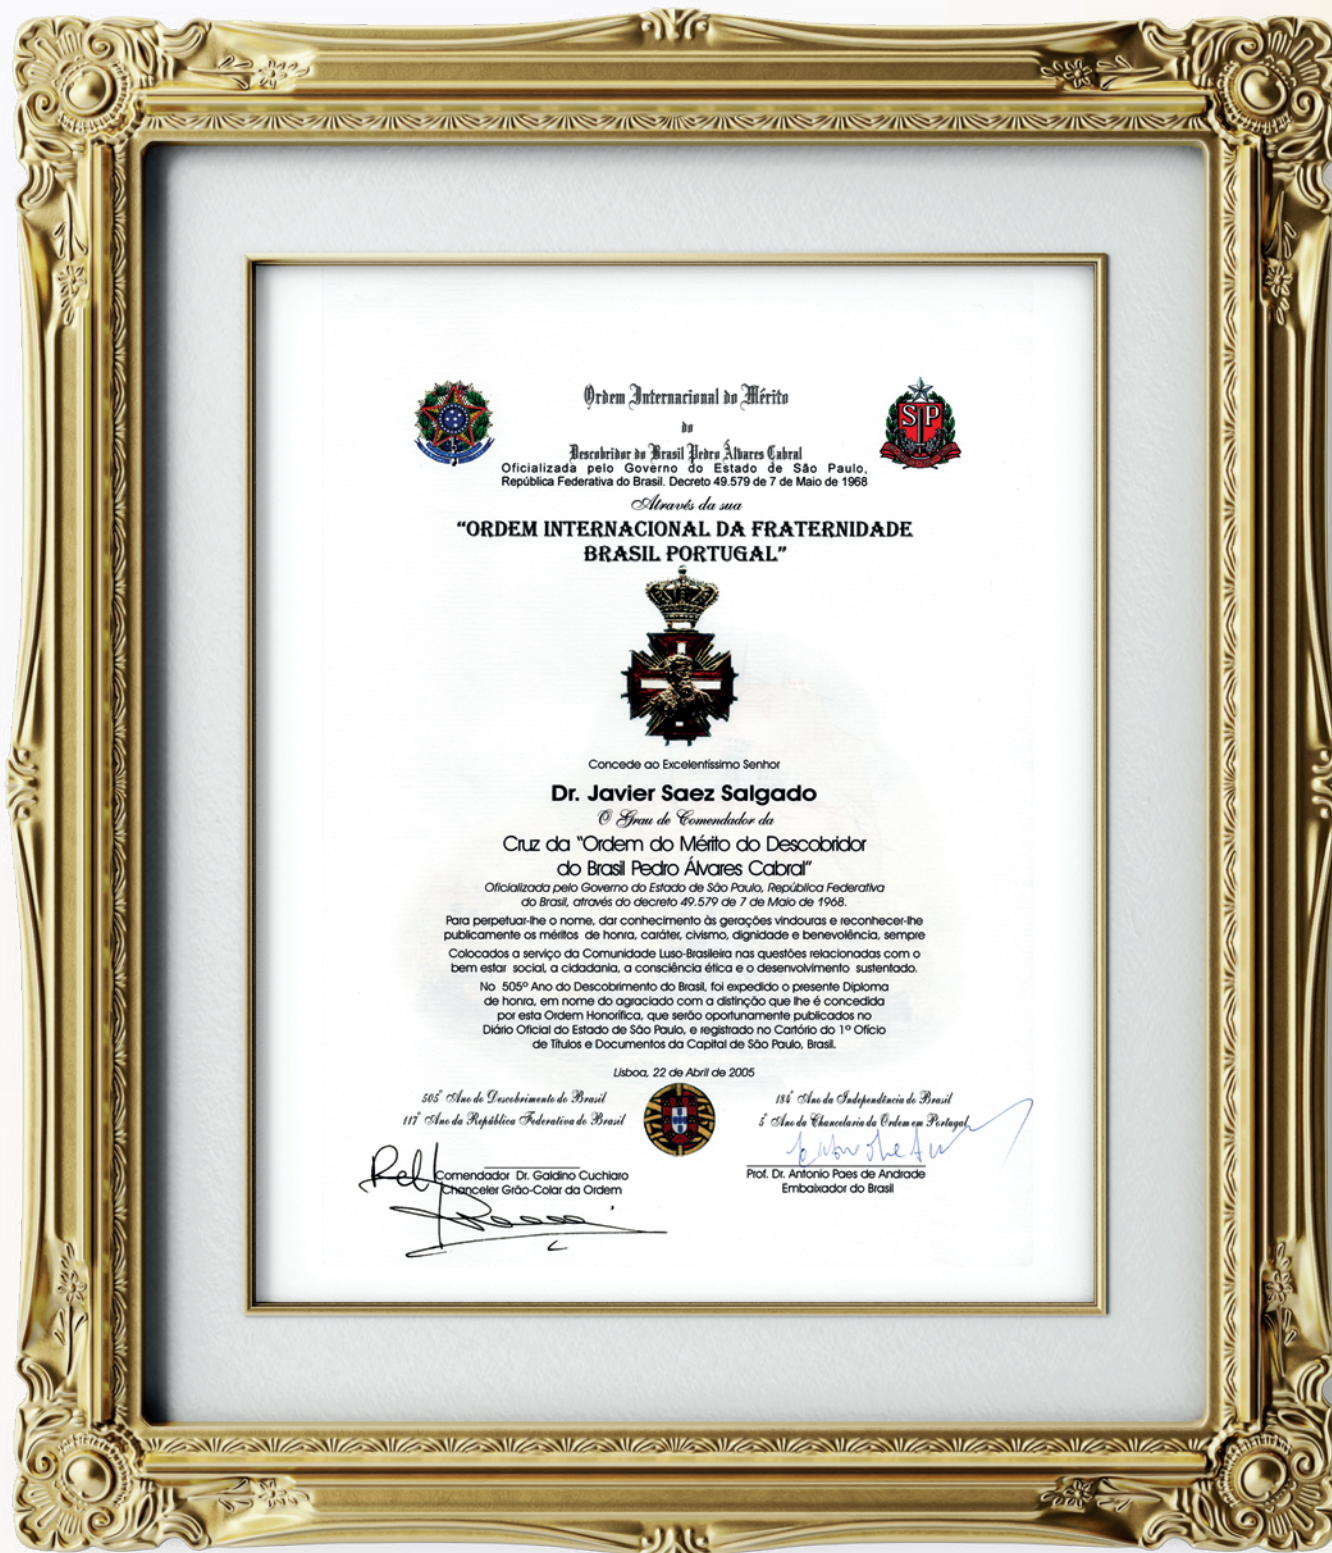 Ordem Internacional do Mérito
do
Descobridor do Brasil Pedro Álvares Cabral
Oficializada pelo Governo do Estado de São Paulo,
República Federativa do Brasil. Decreto 49.579 de 7 de Maio de 1968
Através da sua
“ORDEM INTERNACIONAL DA FRATERNIDADE
BRASIL PORTUGAL”
SP
Concede ao Excelentíssimo Senhor
Dr. Javier Saez Salgado
O Grau de Comendador da
Cruz da “Ordem do Mérito do Descobridor
do Brasil Pedro Álvares Cabral”
Oficializada pelo Governo do Estado de São Paulo, República Federativa
do Brasil, através do decreto 49.579 de 7 de Maio de 1968.
Para perpetuar-lhe o nome, dar conhecimento às gerações vindouras e reconhecer-lhe
publicamente os méritos de honra, caráter, civismo, dignidade e benevolência, sempre
Colocados a serviço da Comunidade Luso-Brasileira nas questões relacionadas com o
bem estar social, a cidadania, a consciência ética e o desenvolvimento sustentado.
No 505º Ano do Descobrimento do Brasil, foi expedido o presente Diploma
de honra, em nome do agraciado com a distinção que lhe é concedida
por esta Ordem Honorífica, que serão oportunamente publicados no
Diário Oficial do Estado de São Paulo, e registrado no Cartório do 1º Ofício
de Títulos e Documentos da Capital de São Paulo, Brasil.
Lisboa, 22 de Abril de 2005
505º Ano do Descobrimento do Brasil
117º Ano da República Federativa do Brasil
184º Ano da Independência do Brasil
5º Ano da Chancelaria da Ordem em Portugal
Comendador Dr. Galdino Cuchiaro
Chanceler Grão-Colar da Ordem
Prof. Dr. Antonio Paes de Andrade
Embaixador do Brasil